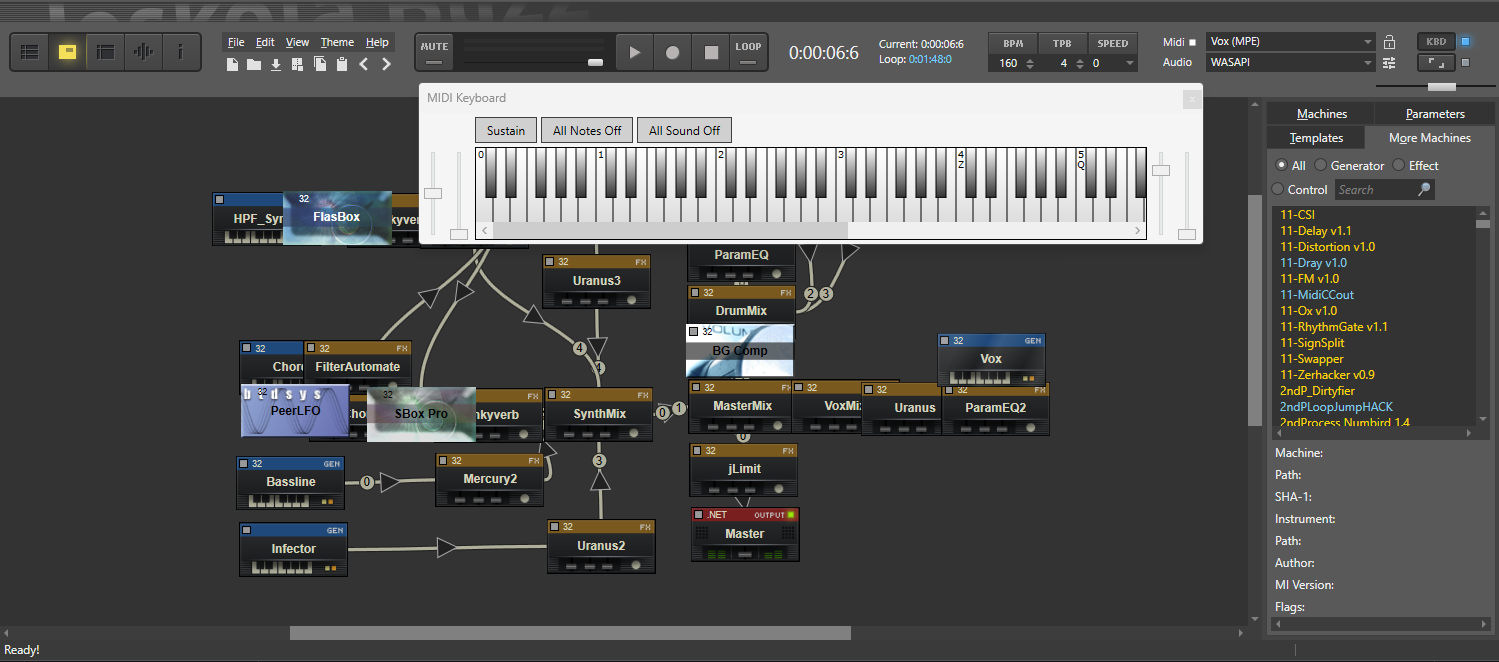 File Edit View Theme Help
MUTE
LOOP
0:00:06:6
Current: 0:00:06:6
Loop: 0:01:48:0
BPM TPB SPEED
160 4 0
Midi Vox (MPE)
Audio WASAPI
KBD
MIDI Keyboard
Sustain All Notes Off All Sound Off
0 1 2 3 4 5
Z Q
Machines Parameters
Templates More Machines
All Generator Effect
Control Search
11-CSI
11-Delay v1.1
11-Distortion v1.0
11-Dray v1.0
11-FM v1.0
11-MidiCCout
11-Ox v1.0
11-RhythmGate v1.1
11-SignSplit
11-Swapper
11-Zerhacker v0.9
2ndP_Dirtyfier
2ndPLoopJumpHACK
2ndProcess Numbird 1.4
Machine:
Path:
SHA-1:
Instrument:
Path:
Author:
MI Version:
Flags:
32
HPF_Syn FlasBox kyverb
32 FX
Uranus3
ParamEQ
32 FX
DrumMix
2 3
32
BG Comp
4
4
32 GEN
Vox
32 32 FX
Chor FilterAutomate
32
PeerLFO
Cho
32
SBox Pro
FX
nkyverb
32 FX
SynthMix
0 1
32 FX
MasterMix
32
VoxMix
32
Uranus
32 FX
ParamEQ2
0
32 FX
jLimit
32 GEN
Bassline
0
32 FX
Mercury2
3
.NET OUTPUT
Master
GEN
Infector
32 FX
Uranus2
Ready!